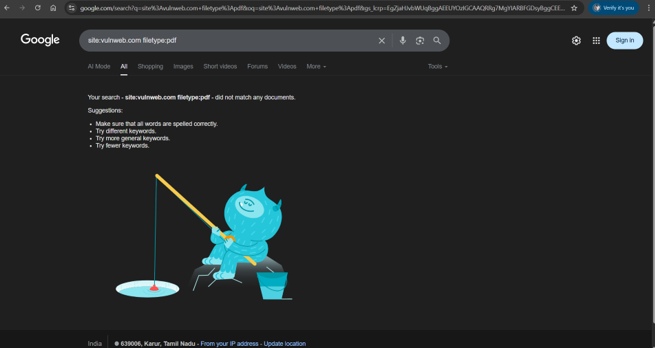 google.com/search?q=site%3Avulnweb.com+filetype%3Apdf&oq=site%3Avulnweb.com+filetype%3Apdf&gs_lcrp=
Verify it's you
Google
site:vulnweb.com filetype:pdf
Sign in
AI Mode
All
Shopping
Images
Short videos
Forums
Videos
More
Tools
Your search - site:vulnweb.com filetype:pdf - did not match any documents.
Suggestions:
• Make sure that all words are spelled correctly.
• Try different keywords.
• Try more general keywords.
• Try fewer keywords.
India
639006, Karur, Tamil Nadu - From your IP address - Update location